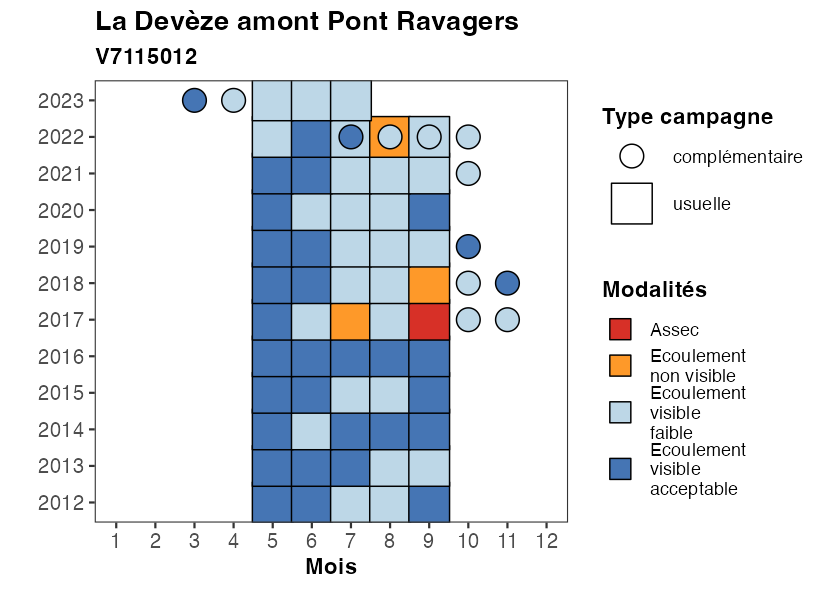 La Devèze amont Pont Ravagers
V7115012
2023
2022
2021
2020
2019
2018
2017
2016
2015
2014
2013
2012
1 2 3 4 5 6 7 8 9 10 11 12
Mois
Type campagne
complémentaire
usuelle
Modalités
Assec
Ecoulement
non visible
Ecoulement
visible
faible
Ecoulement
visible
acceptable